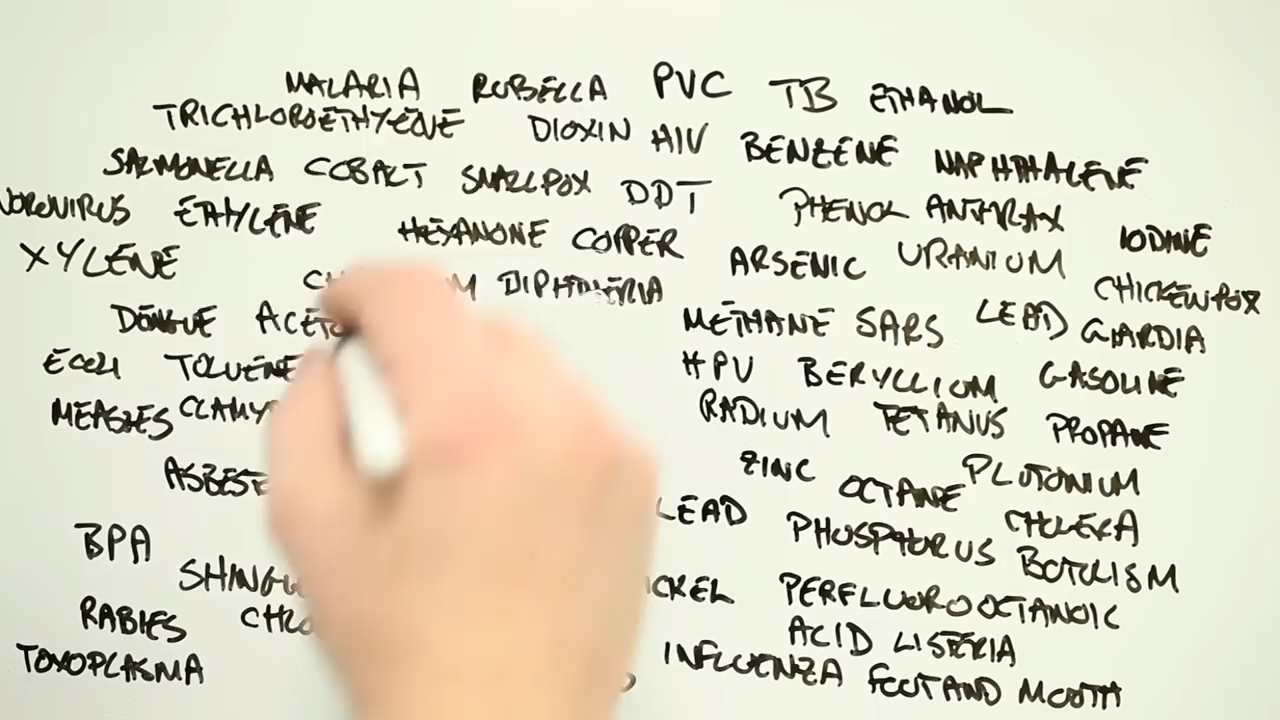 MALARIA RUBELLA PVC TB ETHANOL
TRICHLOROETHYLENE DIOXIN HIV BENZENE NAPHTHALENE
SALMONELLA COBALT SMALLPOX DDT PHENOL ANTHRAX
NOROVIRUS ETHYLENE HEXANONE COPPER ARSENIC URANIUM IODINE
XYLENE DIPHTHERIA CHICKENPOX
DENGUE METHANE SARS LEAD GIARDIA
ECOLI TOLUENE HPV BERYLLIUM GASOLINE
MEASLES RADIUM TETANUS PROPANE
ZINC OCTANE PLUTONIUM
BPA LEAD PHOSPHORUS CHOLERA
BOTULISM
RABIES PERFLUOROOCTANOIC
ACID LISTERIA
TOXOPLASMA INFLUENZA FOOT AND MOUTH